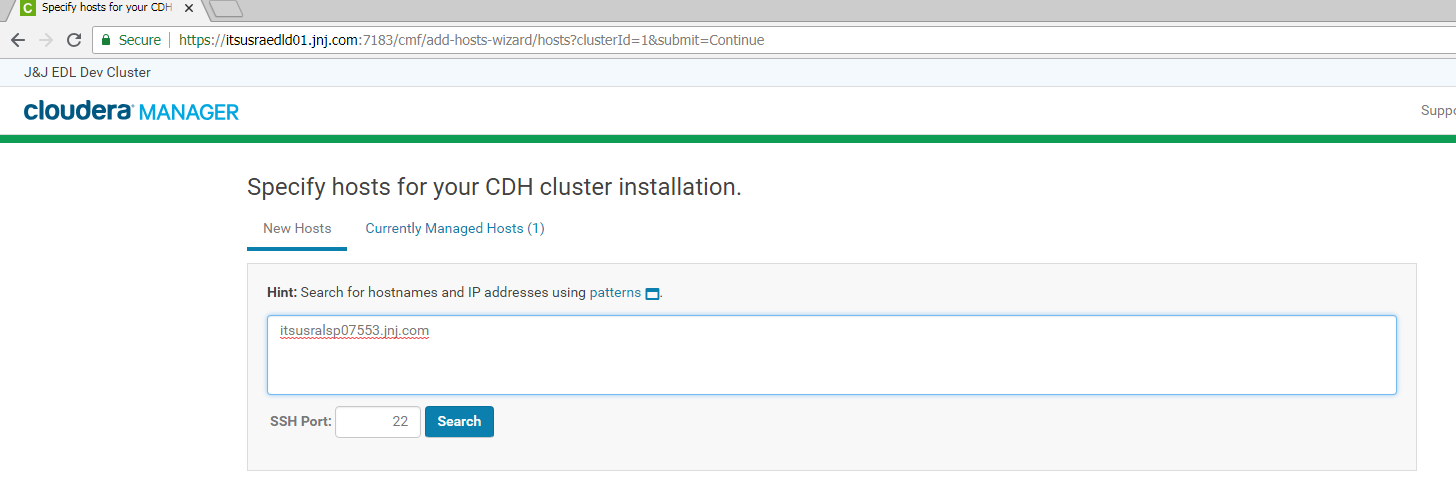 Specify hosts for your CDH
Secure https://itsusraedld01.jnj.com:7183/cmf/add-hosts-wizard/hosts?clusterId=1&submit=Continue
J&J EDL Dev Cluster
cloudera MANAGER
Suppo
Specify hosts for your CDH cluster installation.
New Hosts Currently Managed Hosts (1)
Hint: Search for hostnames and IP addresses using patterns .
itsusralsp07553.jnj.com
SSH Port: 22 Search